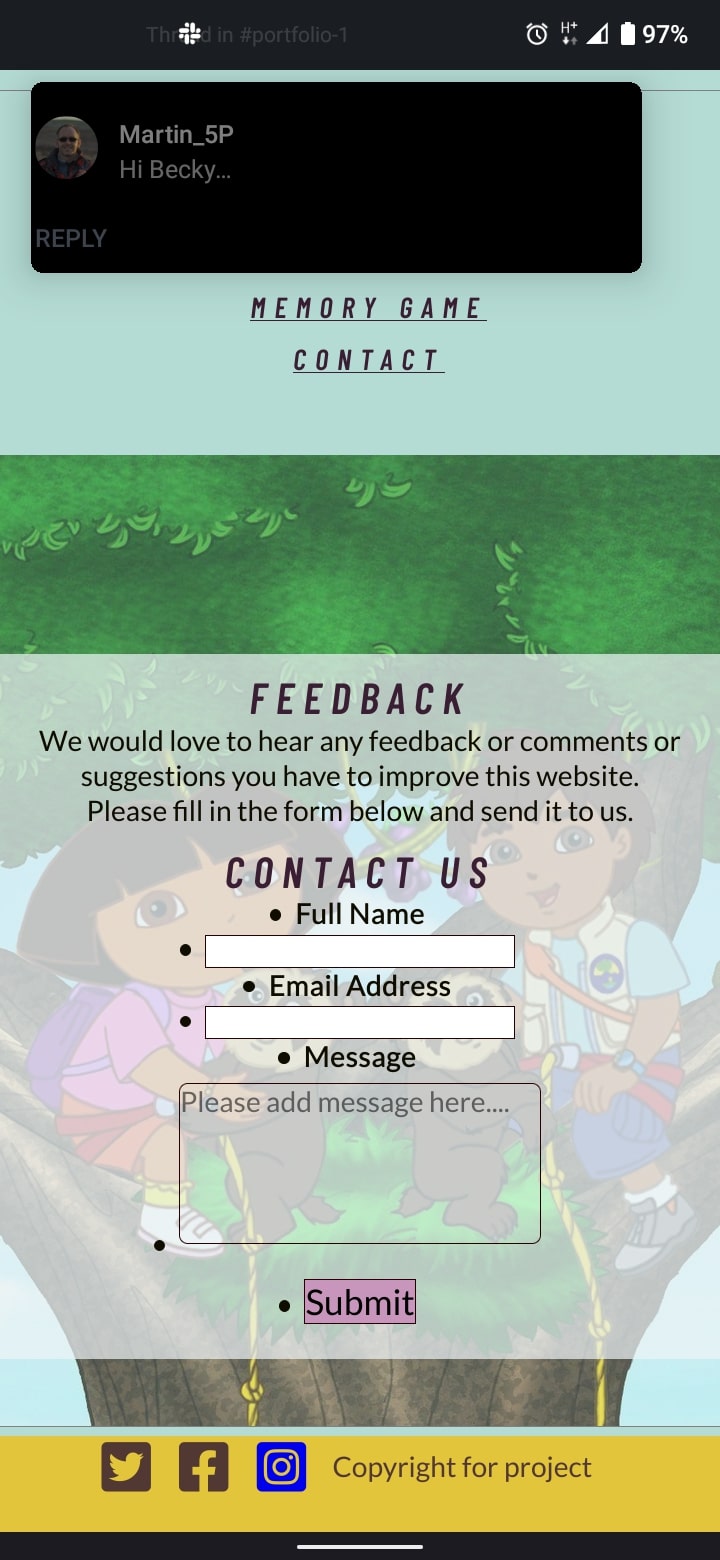 Thread in #portfolio-1
H+
97%
Martin_5P
Hi Becky...
REPLY
MEMORY GAME
CONTACT
FEEDBACK
We would love to hear any feedback or comments or
suggestions you have to improve this website.
Please fill in the form below and send it to us.
CONTACT US
Full Name
Email Address
Message
Please add message here....
Submit
Copyright for project